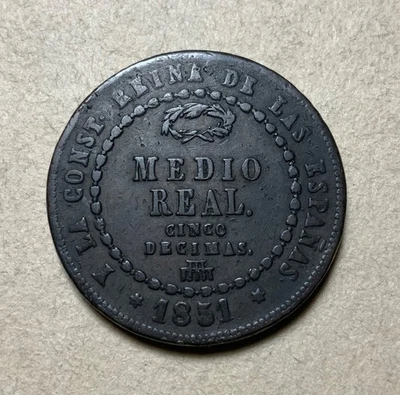 Y LA CONST. REINA DE LAS ESPAÑAS
MEDIO
REAL.
CINCO
DECIMAS.
* 1851 *